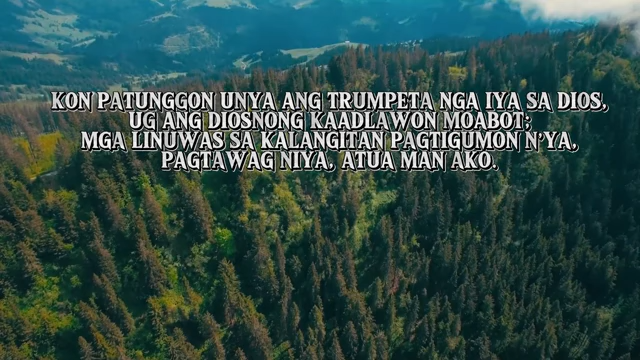 KON PATUNGGON UNYA ANG TRUMPETA NGA IYA SA DIOS,
UG ANG DIOSNONG KAADLAWON MOABOT;
MGA LINUWAS SA KALANGITAN PAGTIGUMON N'YA,
PAGTAWAG NIYA, ATUA MAN AKO.